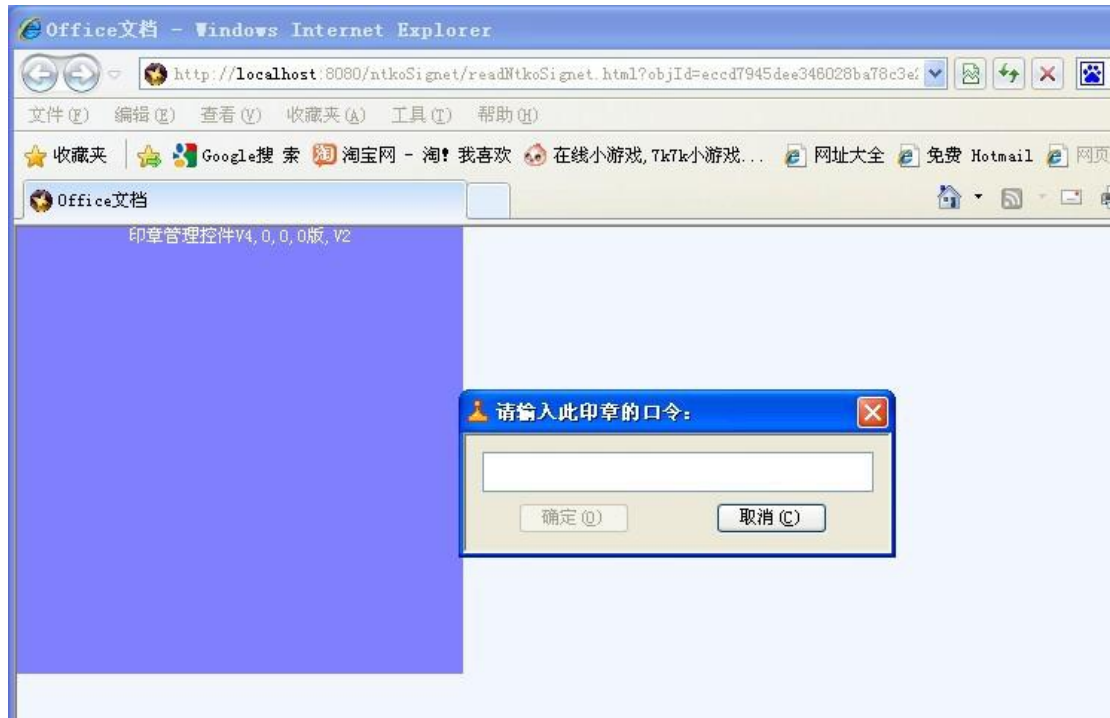 Office文档 - Windows Internet Explorer
http://localhost:8080/ntkoSignet/readNtkoSignet.html?objId=eccd7945dee346028ba78c3e
文件(F) 编辑(E) 查看(V) 收藏夹(A) 工具(T) 帮助(H)
收藏夹 Google搜 索 淘宝网 - 淘!我喜欢 在线小游戏,7k7k小游戏... 网址大全 免费 Hotmail 网页
Office文档
印章管理控件V4,0,0,0版,V2
请输入此印章的口令:
确定(O) 取消(C)